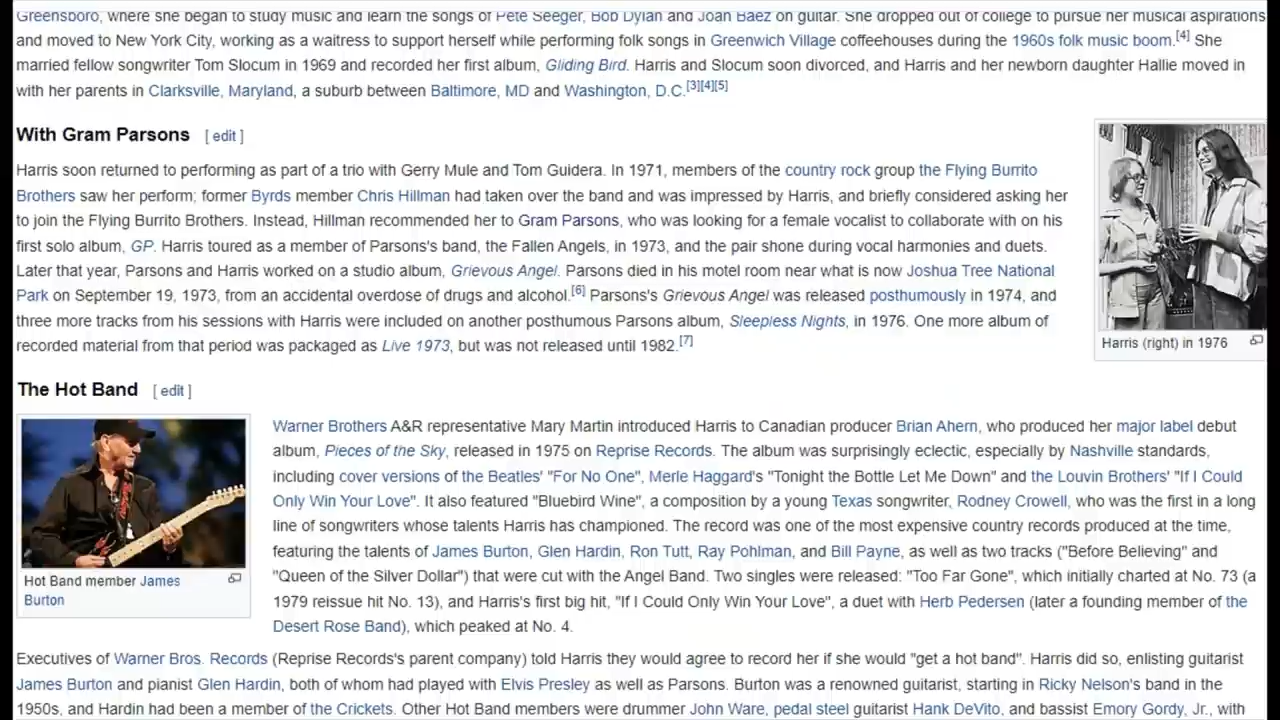 Greensboro, where she began to study music and learn the songs of Pete Seeger, Bob Dylan and Joan Baez on guitar. She dropped out of college to pursue her musical aspirations
and moved to New York City, working as a waitress to support herself while performing folk songs in Greenwich Village coffeehouses during the 1960s folk music boom.[4] She
married fellow songwriter Tom Slocum in 1969 and recorded her first album, Gliding Bird. Harris and Slocum soon divorced, and Harris and her newborn daughter Hallie moved in
with her parents in Clarksville, Maryland, a suburb between Baltimore, MD and Washington, D.C.[3][4][5]
With Gram Parsons [ edit ]
Harris soon returned to performing as part of a trio with Gerry Mule and Tom Guidera. In 1971, members of the country rock group the Flying Burrito
Brothers saw her perform; former Byrds member Chris Hillman had taken over the band and was impressed by Harris, and briefly considered asking her
to join the Flying Burrito Brothers. Instead, Hillman recommended her to Gram Parsons, who was looking for a female vocalist to collaborate with on his
first solo album, GP. Harris toured as a member of Parsons's band, the Fallen Angels, in 1973, and the pair shone during vocal harmonies and duets.
Later that year, Parsons and Harris worked on a studio album, Grievous Angel. Parsons died in his motel room near what is now Joshua Tree National
Park on September 19, 1973, from an accidental overdose of drugs and alcohol.[6] Parsons's Grievous Angel was released posthumously in 1974, and
three more tracks from his sessions with Harris were included on another posthumous Parsons album, Sleepless Nights, in 1976. One more album of
recorded material from that period was packaged as Live 1973, but was not released until 1982.[7]
Harris (right) in 1976
The Hot Band [ edit ]
Hot Band member James
Burton
Warner Brothers A&R representative Mary Martin introduced Harris to Canadian producer Brian Ahern, who produced her major label debut
album, Pieces of the Sky, released in 1975 on Reprise Records. The album was surprisingly eclectic, especially by Nashville standards,
including cover versions of the Beatles' "For No One", Merle Haggard's "Tonight the Bottle Let Me Down" and the Louvin Brothers' "If I Could
Only Win Your Love". It also featured "Bluebird Wine", a composition by a young Texas songwriter, Rodney Crowell, who was the first in a long
line of songwriters whose talents Harris has championed. The record was one of the most expensive country records produced at the time,
featuring the talents of James Burton, Glen Hardin, Ron Tutt, Ray Pohlman, and Bill Payne, as well as two tracks ("Before Believing" and
"Queen of the Silver Dollar") that were cut with the Angel Band. Two singles were released: "Too Far Gone", which initially charted at No. 73 (a
1979 reissue hit No. 13), and Harris's first big hit, "If I Could Only Win Your Love", a duet with Herb Pedersen (later a founding member of the
Desert Rose Band), which peaked at No. 4.
Executives of Warner Bros. Records (Reprise Records's parent company) told Harris they would agree to record her if she would "get a hot band". Harris did so, enlisting guitarist
James Burton and pianist Glen Hardin, both of whom had played with Elvis Presley as well as Parsons. Burton was a renowned guitarist, starting in Ricky Nelson's band in the
1950s, and Hardin had been a member of the Crickets. Other Hot Band members were drummer John Ware, pedal steel guitarist Hank DeVito, and bassist Emory Gordy, Jr., with